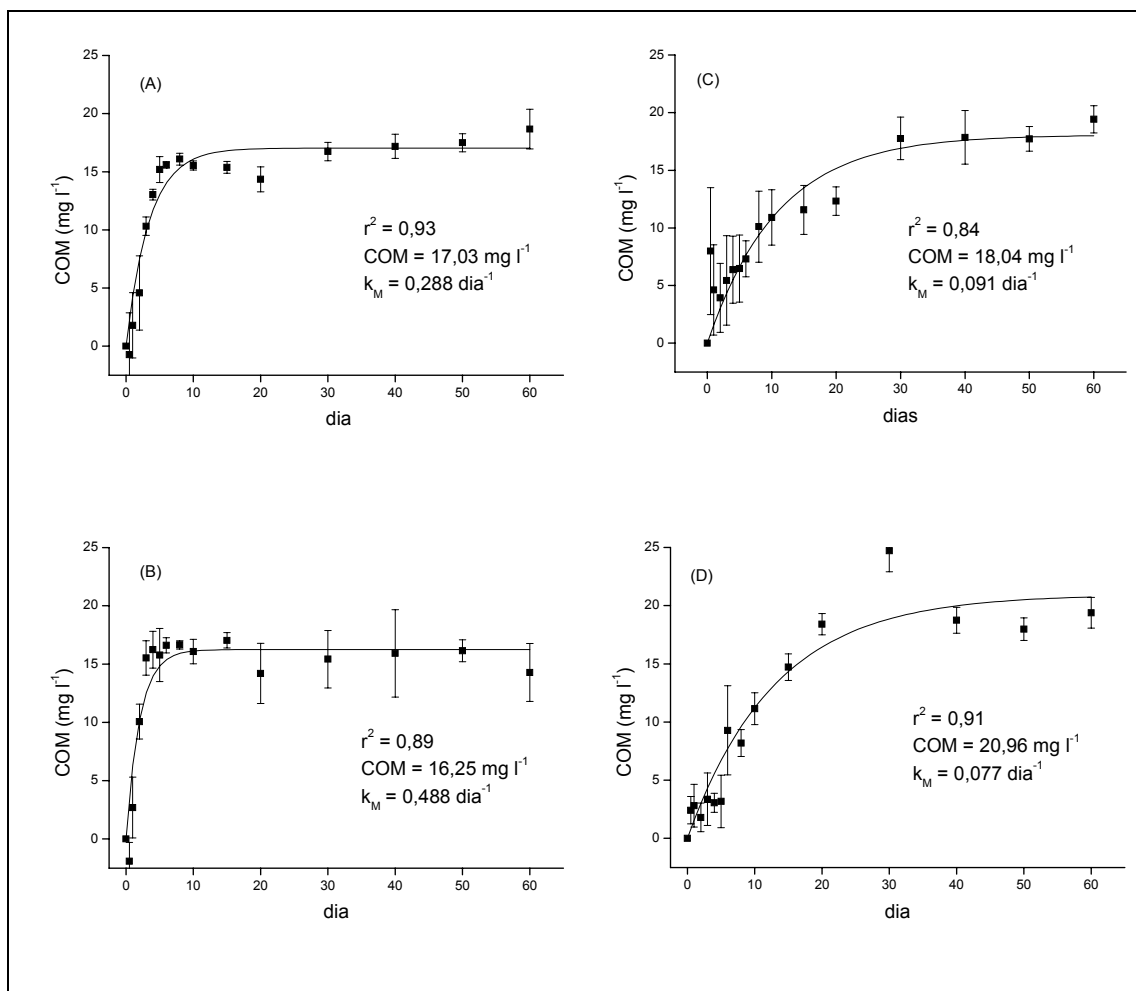 (A)
25
20
15
10
5
0
COM (mg l⁻¹)
r² = 0,93
COM = 17,03 mg l⁻¹
k_M = 0,288 dia⁻¹
0 10 20 30 40 50 60
dia
(C)
25
20
15
10
5
0
COM (mg l⁻¹)
r² = 0,84
COM = 18,04 mg l⁻¹
k_M = 0,091 dia⁻¹
0 10 20 30 40 50 60
dias
(B)
25
20
15
10
5
0
COM (mg l⁻¹)
r² = 0,89
COM = 16,25 mg l⁻¹
k_M = 0,488 dia⁻¹
0 10 20 30 40 50 60
dia
(D)
25
20
15
10
5
0
COM (mg l⁻¹)
r² = 0,91
COM = 20,96 mg l⁻¹
k_M = 0,077 dia⁻¹
0 10 20 30 40 50 60
dia